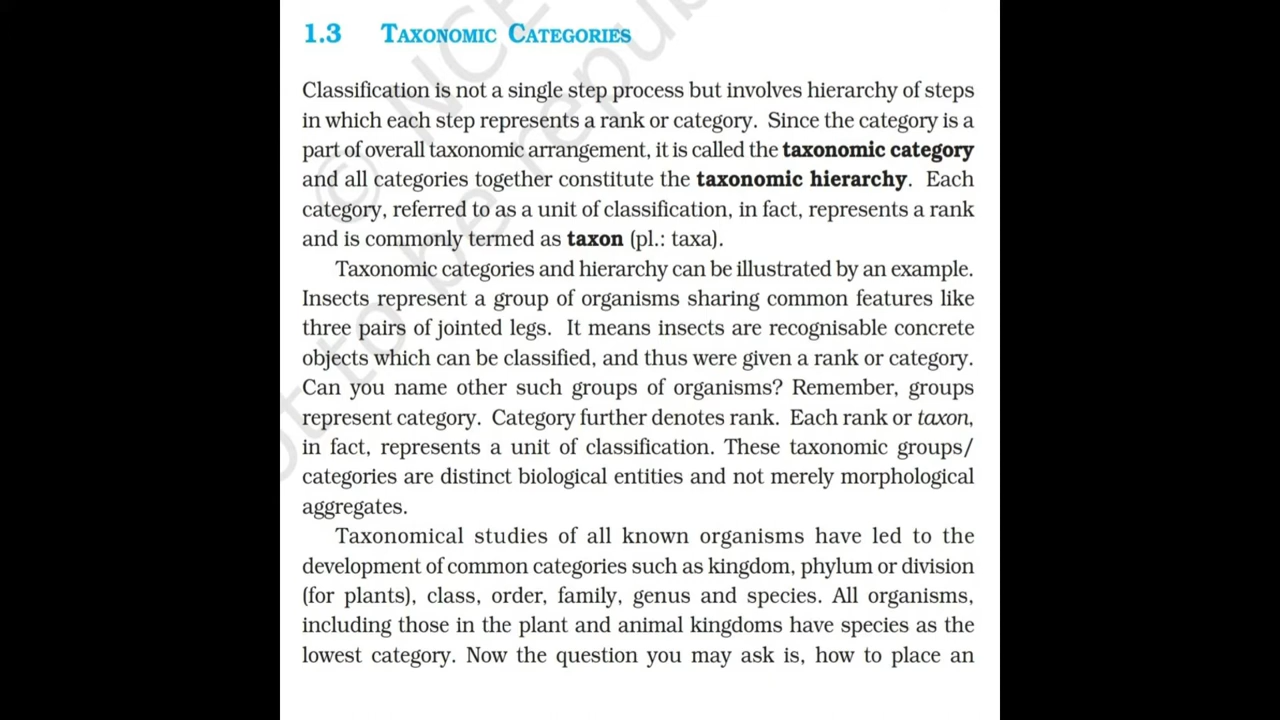 1.3 TAXONOMIC CATEGORIES
Classification is not a single step process but involves hierarchy of steps
in which each step represents a rank or category. Since the category is a
part of overall taxonomic arrangement, it is called the taxonomic category
and all categories together constitute the taxonomic hierarchy. Each
category, referred to as a unit of classification, in fact, represents a rank
and is commonly termed as taxon (pl.: taxa).
Taxonomic categories and hierarchy can be illustrated by an example.
Insects represent a group of organisms sharing common features like
three pairs of jointed legs. It means insects are recognisable concrete
objects which can be classified, and thus were given a rank or category.
Can you name other such groups of organisms? Remember, groups
represent category. Category further denotes rank. Each rank or taxon,
in fact, represents a unit of classification. These taxonomic groups/
categories are distinct biological entities and not merely morphological
aggregates.
Taxonomical studies of all known organisms have led to the
development of common categories such as kingdom, phylum or division
(for plants), class, order, family, genus and species. All organisms,
including those in the plant and animal kingdoms have species as the
lowest category. Now the question you may ask is, how to place an